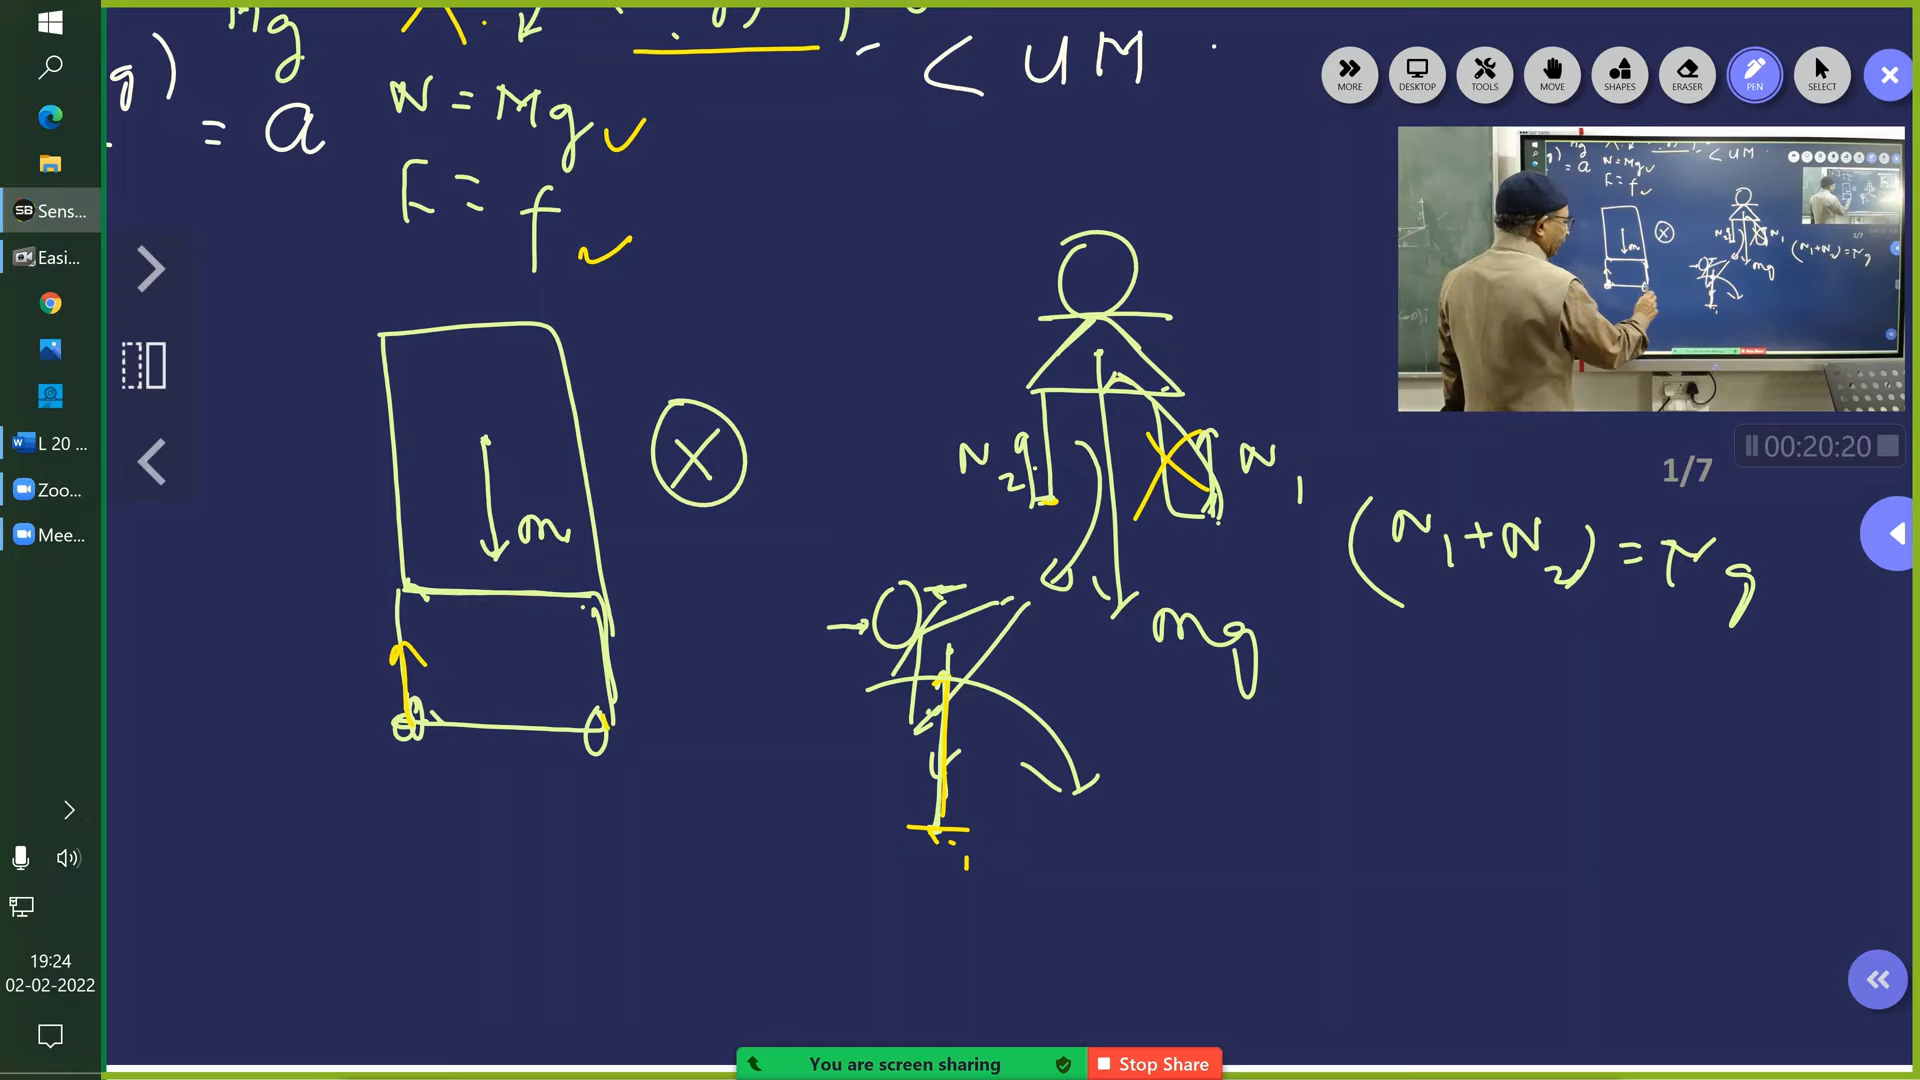 Mg
g)
= a
N = Mg
F = f
< UM
MORE
DESKTOP
TOOLS
MOVE
SHAPES
ERASER
PEN
SELECT
Sens...
Easi...
L 20 ...
Zoo...
Mee...
00:20:20
1/7
m
N2
N1
mg
(N1+N2) = Mg
19:24
02-02-2022
You are screen sharing
Stop Share